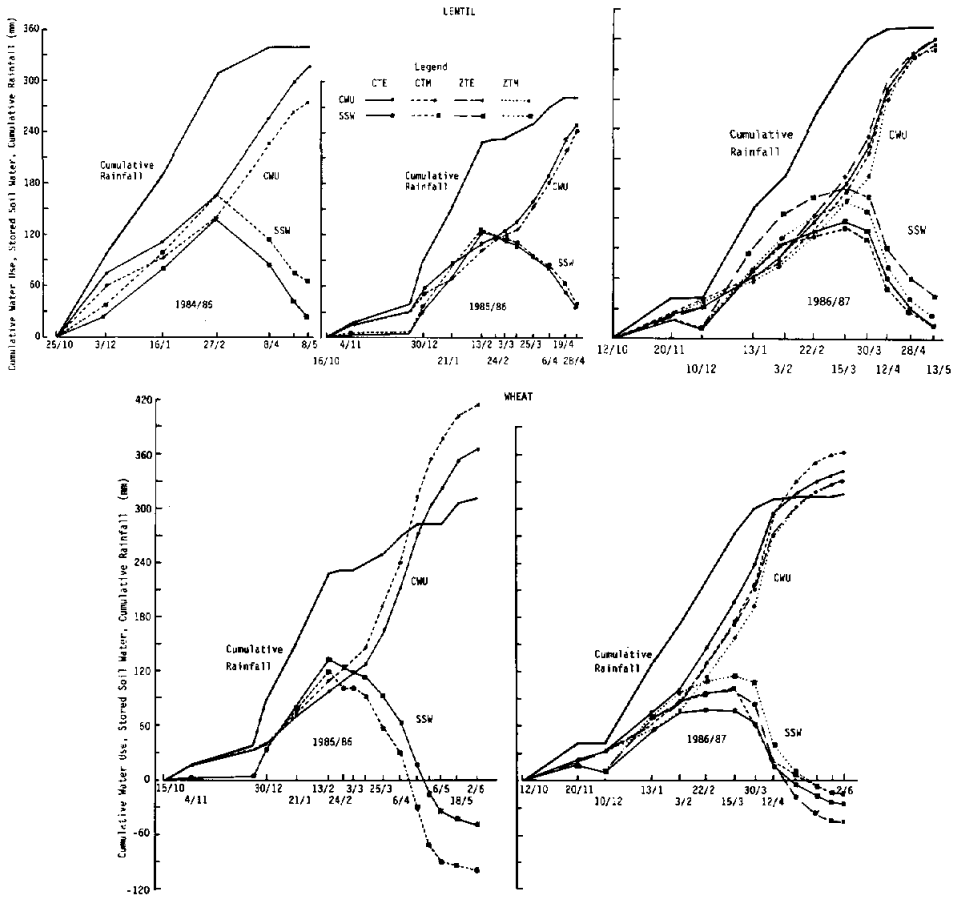 LENTIL
Cumulative Water Use, Stored Soil Water, Cumulative Rainfall (mm)
360
300
240
180
120
60
0
Cumulative
Rainfall
CWU
SSW
1984/85
25/10 3/12 16/1 27/2 8/4 8/5
Legend
CTE CTM ZTE ZTM
CWU
SSW
Cumulative
Rainfall
CWU
SSW
1985/86
4/11 30/12 13/2 3/3 25/3 19/4
16/10 21/1 24/2 6/4 28/4
Cumulative
Rainfall
CWU
SSW
1986/87
12/10 20/11 13/1 22/2 30/3 28/4
10/12 3/2 15/3 12/4 13/5
WHEAT
Cumulative Water Use, Stored Soil Water, Cumulative Rainfall (mm)
420
360
300
240
180
120
60
0
-60
-120
Cumulative
Rainfall
CWU
SSW
1985/86
15/10 30/12 13/2 3/3 25/3 6/5 2/6
4/11 21/1 24/2 6/4 18/5
Cumulative
Rainfall
CWU
SSW
1986/87
12/10 20/11 13/1 22/2 30/3 2/6
10/12 3/2 15/3 12/4